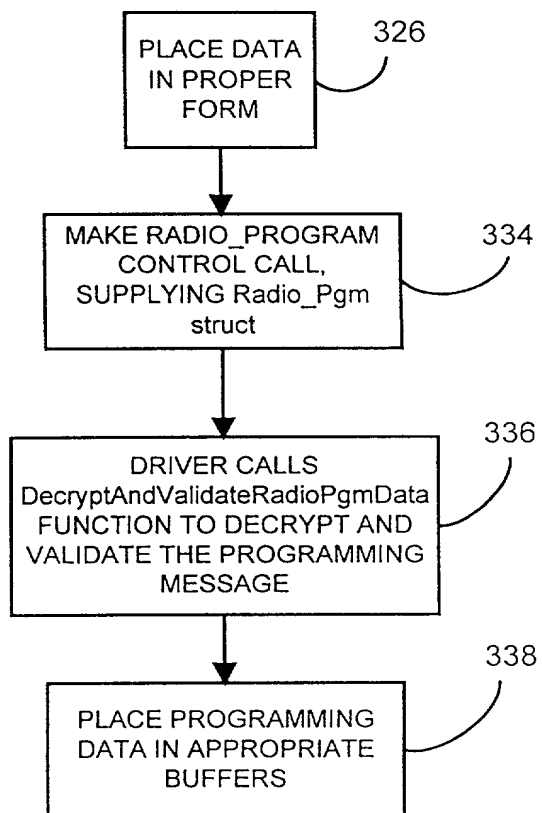 PLACE DATA
IN PROPER
FORM
326
MAKE RADIO_PROGRAM
CONTROL CALL,
SUPPLYING Radio_Pgm
struct
334
DRIVER CALLS
DecryptAndValidateRadioPgmData
FUNCTION TO DECRYPT AND
VALIDATE THE PROGRAMMING
MESSAGE
336
PLACE PROGRAMMING
DATA IN APPROPRIATE
BUFFERS
338